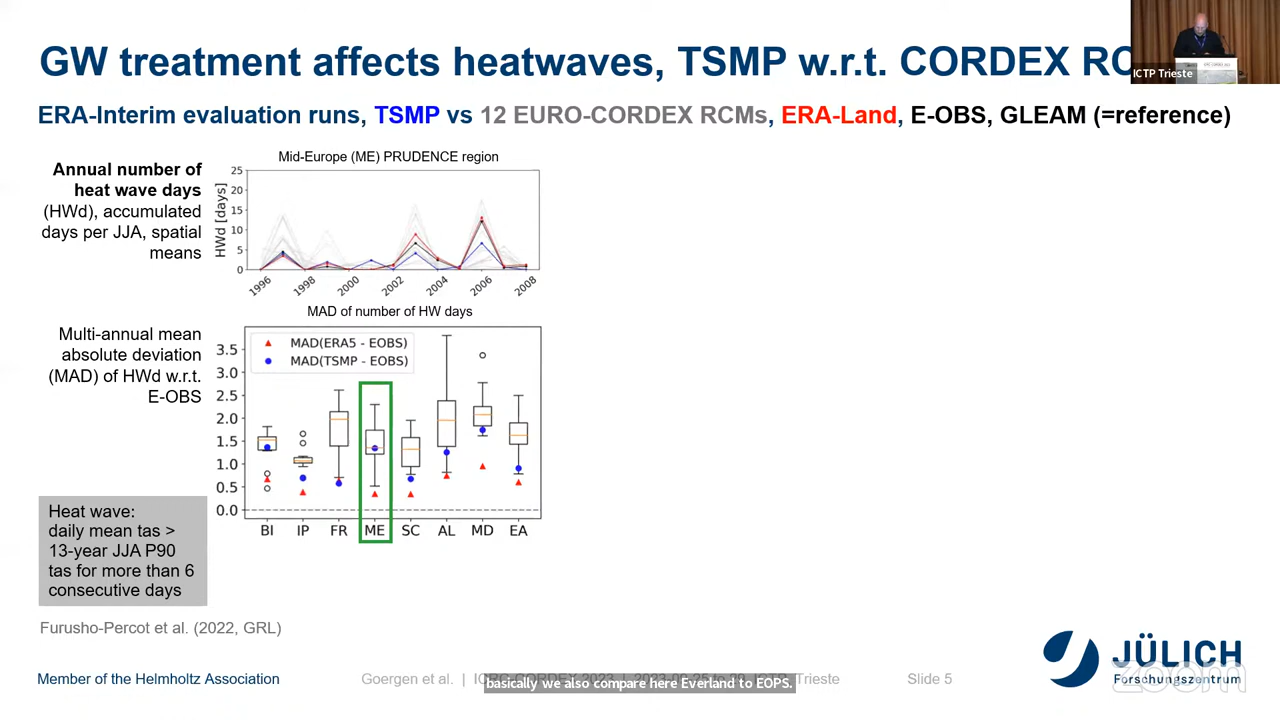 GW treatment affects heatwaves, TSMP w.r.t. CORDEX RC
ICTP Trieste
ERA-Interim evaluation runs, TSMP vs 12 EURO-CORDEX RCMs, ERA-Land, E-OBS, GLEAM (=reference)
Annual number of
heat wave days
(HWd), accumulated
days per JJA, spatial
means
Mid-Europe (ME) PRUDENCE region
HWd [days]
25
20
15
10
5
0
1996 1998 2000 2002 2004 2006 2008
Multi-annual mean
absolute deviation
(MAD) of HWd w.r.t.
E-OBS
MAD of number of HW days
MAD(ERA5 - EOBS)
MAD(TSMP - EOBS)
3.5
3.0
2.5
2.0
1.5
1.0
0.5
0.0
BI IP FR ME SC AL MD EA
Heat wave:
daily mean tas >
13-year JJA P90
tas for more than 6
consecutive days
Furusho-Percot et al. (2022, GRL)
JÜLICH
Forschungszentrum
zoom
Member of the Helmholtz Association
Goergen et al. | 
Trieste
Slide 5
basically we also compare here Everland to EOPS.